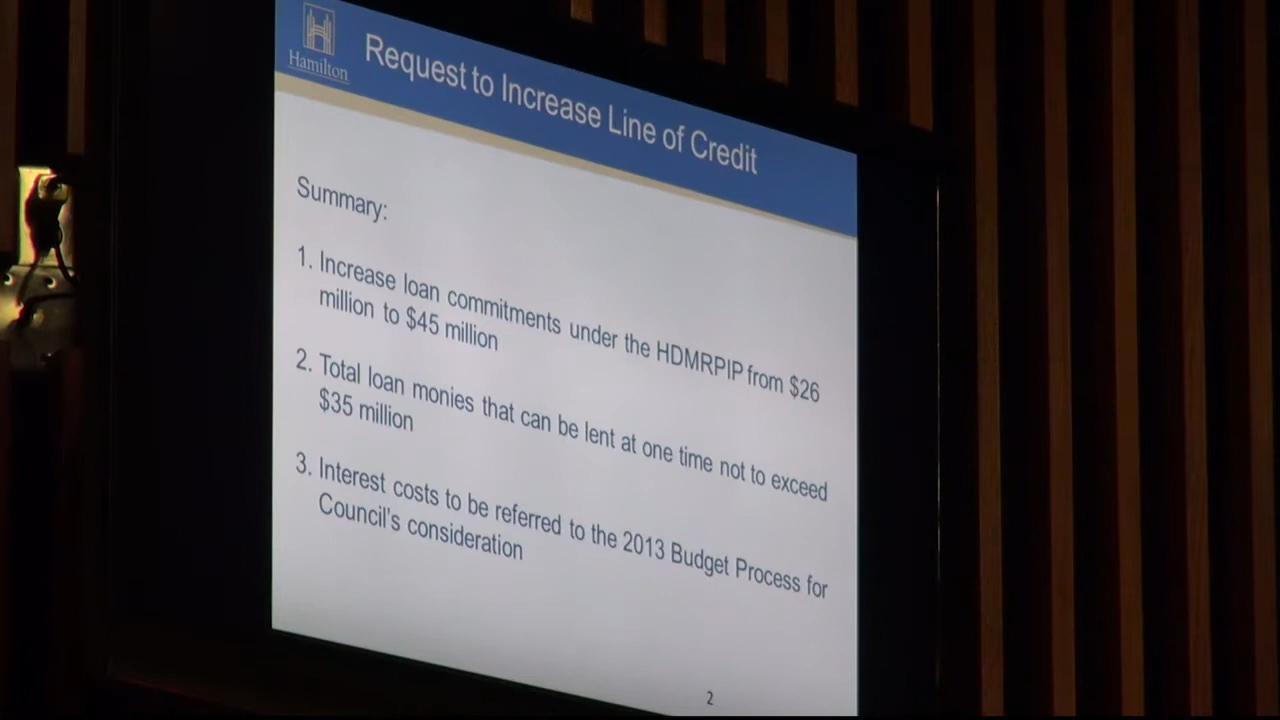 Hamilton
Request to Increase Line of Credit
Summary:
1. Increase loan commitments under the HDMRPIP from $26
million to $45 million
2. Total loan monies that can be lent at one time not to exceed
$35 million
3. Interest costs to be referred to the 2013 Budget Process for
Council's consideration
2